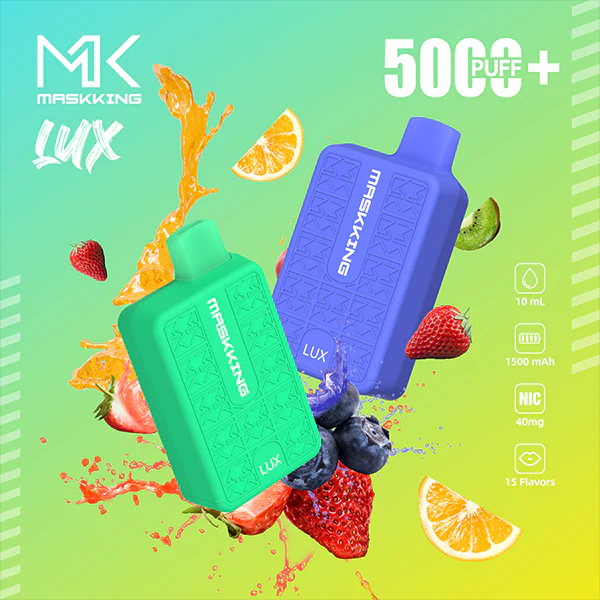 MK
MASKKING
LUX
5000 PUFF +
MASKKING
LUX
MASKKING
LUX
10 mL
1500 mAh
NIC
40mg
15 Flavors